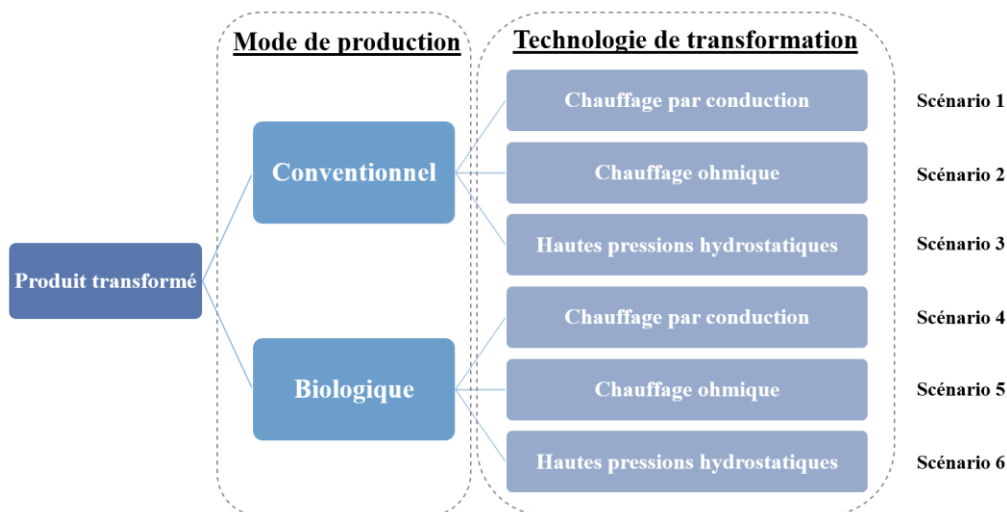 Mode de production
Technologie de transformation
Produit transformé
Conventionnel
Chauffage par conduction
Scénario 1
Chauffage ohmique
Scénario 2
Hautes pressions hydrostatiques
Scénario 3
Biologique
Chauffage par conduction
Scénario 4
Chauffage ohmique
Scénario 5
Hautes pressions hydrostatiques
Scénario 6